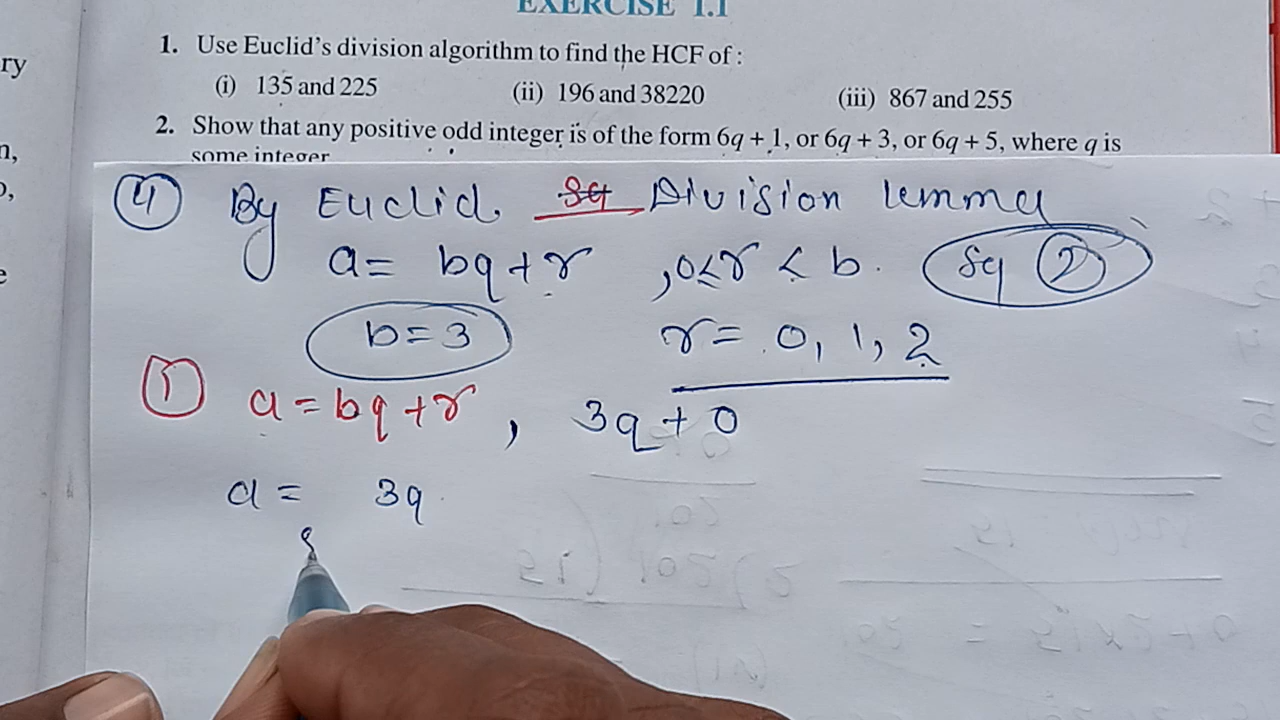 EXERCISE 1.1
1. Use Euclid's division algorithm to find the HCF of :
(i) 135 and 225 (ii) 196 and 38220 (iii) 867 and 255
2. Show that any positive odd integer is of the form 6q + 1, or 6q + 3, or 6q + 5, where q is
some integer
ry
n,
e
4 By Euclid Division lemma
a = bq + r , 0<r < b. Sq 2
b = 3 r = 0, 1, 2
1 a = bq + r , 3q + 0
a = 3q